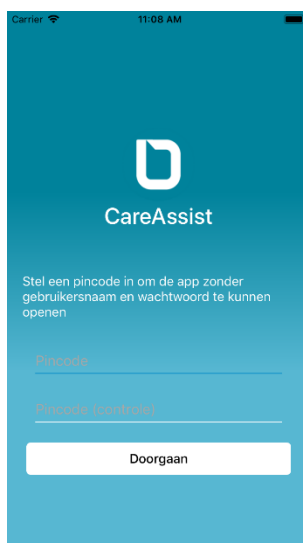 Carrier 11:08 AM
CareAssist
Stel een pincode in om de app zonder
gebruikersnaam en wachtwoord te kunnen
openen
Pincode
Pincode (controle)
Doorgaan